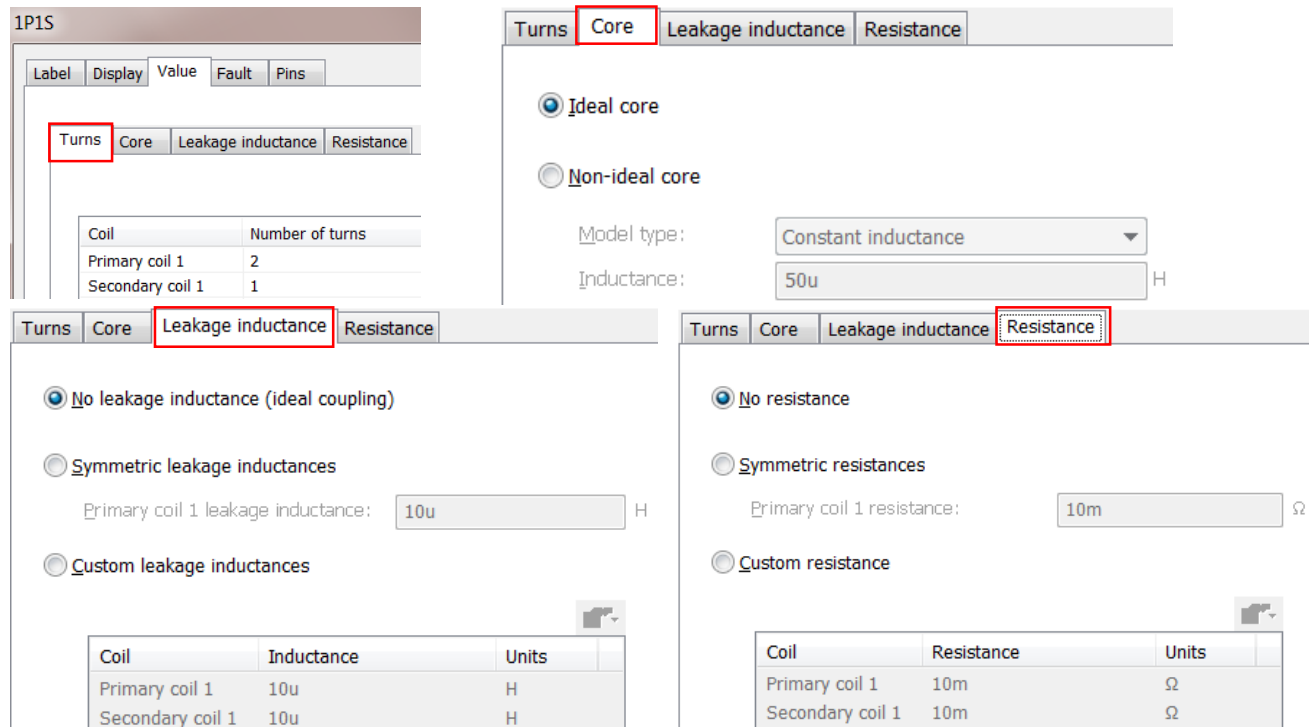 1P1S
Label Display Value Fault Pins
Turns Core Leakage inductance Resistance
Coil Number of turns
Primary coil 1 2
Secondary coil 1 1
Turns Core Leakage inductance Resistance
Ideal core
Non-ideal core
Model type: Constant inductance
Inductance: 50u H
Turns Core Leakage inductance Resistance
No leakage inductance (ideal coupling)
Symmetric leakage inductances
Primary coil 1 leakage inductance: 10u H
Custom leakage inductances
Coil Inductance Units
Primary coil 1 10u H
Secondary coil 1 10u H
Turns Core Leakage inductance Resistance
No resistance
Symmetric resistances
Primary coil 1 resistance: 10m Ω
Custom resistance
Coil Resistance Units
Primary coil 1 10m Ω
Secondary coil 1 10m Ω